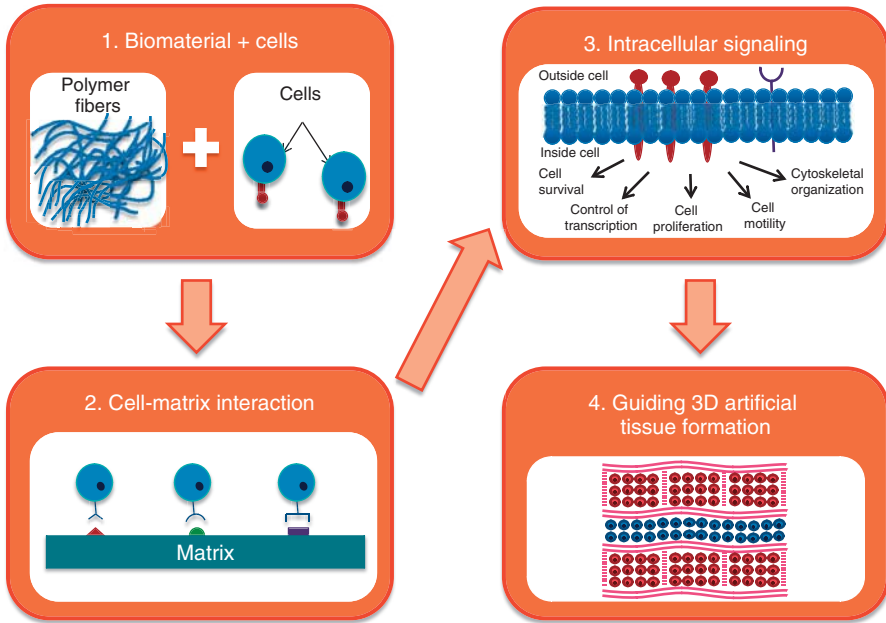 1. Biomaterial + cells
Polymer
fibers
Cells
2. Cell-matrix interaction
Matrix
3. Intracellular signaling
Outside cell
Inside cell
Cell
survival
Control of
transcription
Cell
proliferation
Cell
motility
Cytoskeletal
organization
4. Guiding 3D artificial
tissue formation